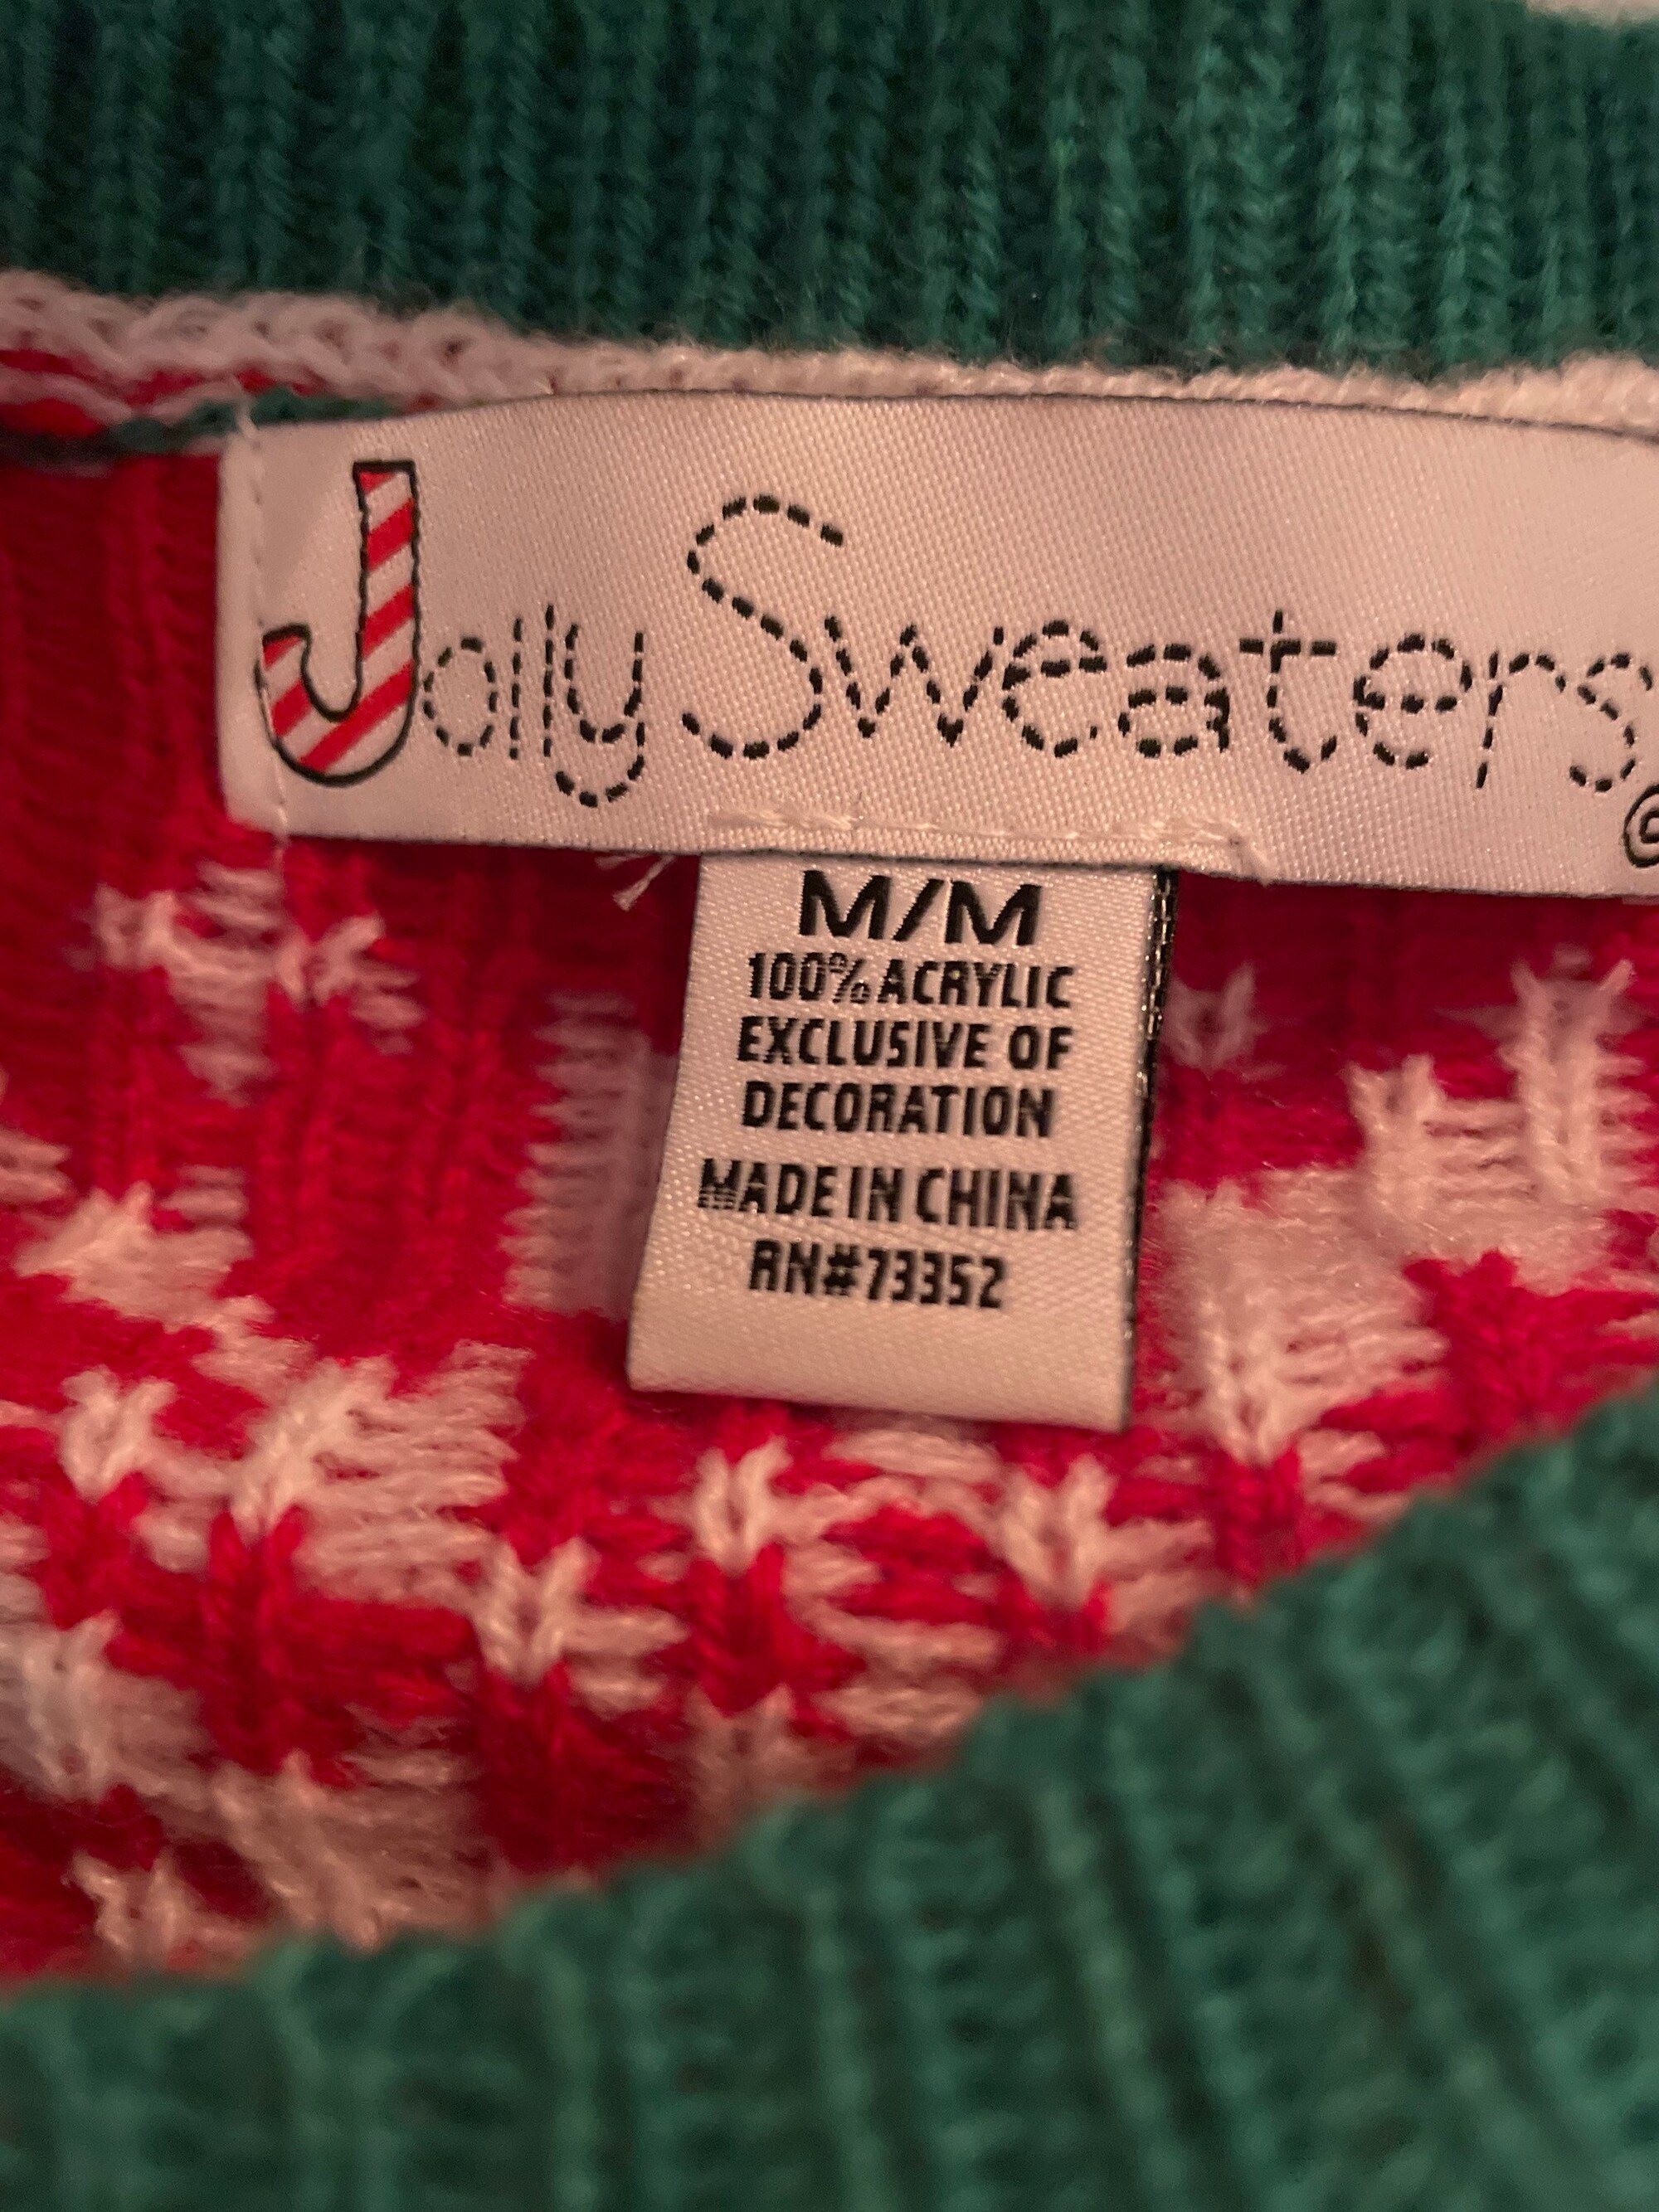 Jolly Sweaters
M/M
100% ACRYLIC
EXCLUSIVE OF
DECORATION
MADE IN CHINA
RN#73352